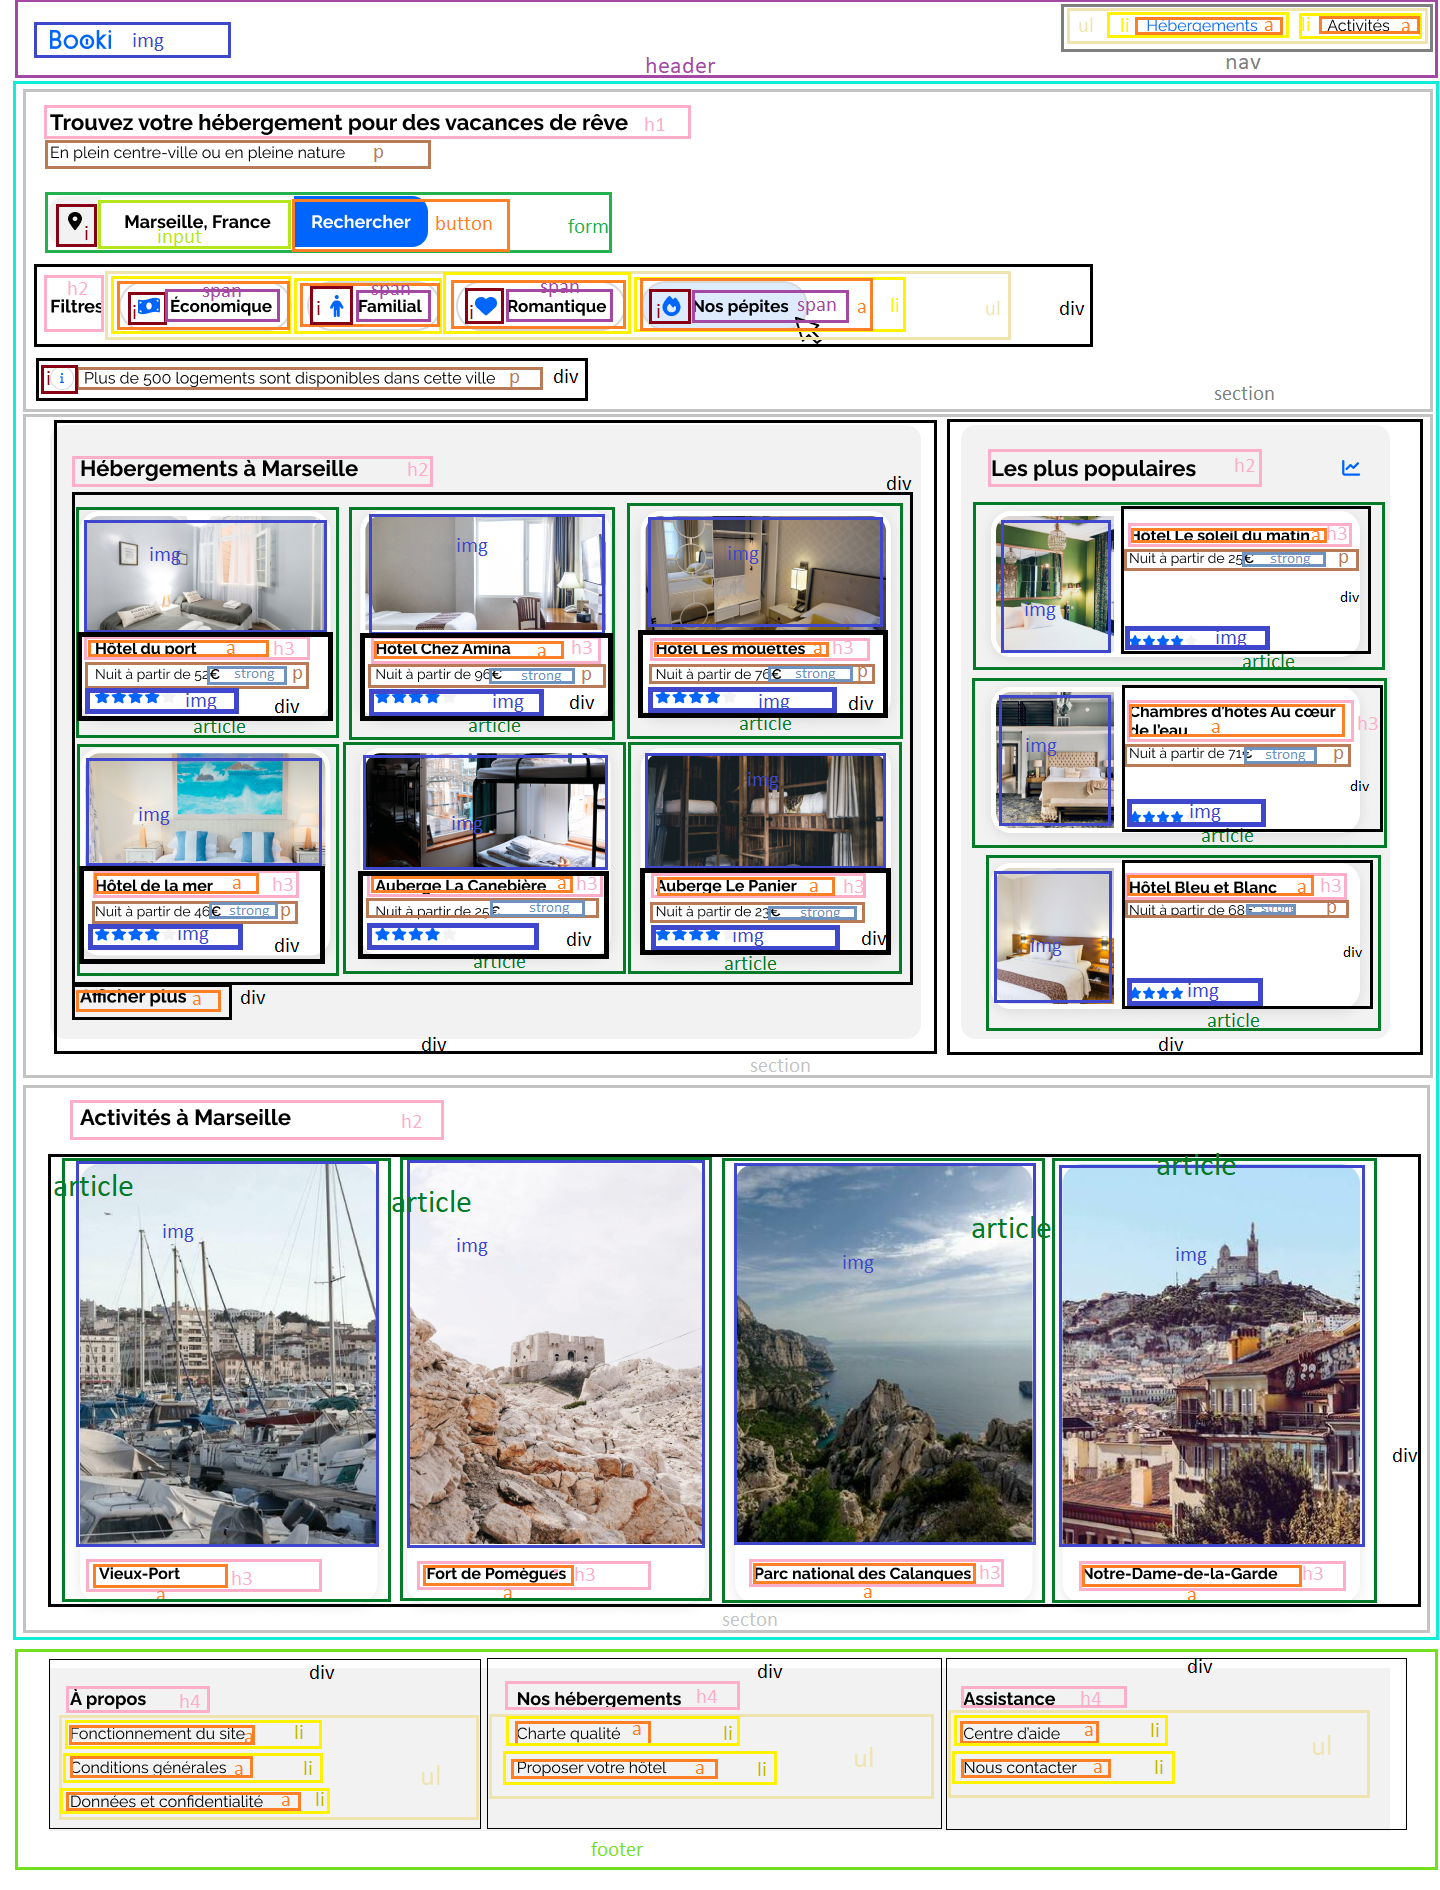 Booki img
ul li Hébergements a li Activités a
header
nav
Trouvez votre hébergement pour des vacances de rêve h1
En plein centre-ville ou en pleine nature p
i Marseille, France input Rechercher button form
h2 Filtres i span Économique i span Familial i span Romantique i Nos pépites span a li ul div
i Plus de 500 logements sont disponibles dans cette ville p div
section
Hébergements à Marseille h2
div
img img img
Hôtel du port a h3
Nuit à partir de 52€ strong p
img div
article
Hôtel Chez Amina a h3
Nuit à partir de 96€ strong p
img div
article
Hôtel Les mouettes a h3
Nuit à partir de 76€ strong p
img div
article
img img img
Hôtel de la mer a h3
Nuit à partir de 46€ strong p
img div
Auberge La Canebière a h3
Nuit à partir de 25€ strong
div
article
Auberge Le Panier a h3
Nuit à partir de 23€ strong
img div
article
Afficher plus a div
div
Les plus populaires h2
img
Hôtel Le soleil du matin a h3
Nuit à partir de 25€ strong p
div
img
article
img
Chambres d'hôtes Au cœur
de l'eau a h3
Nuit à partir de 71€ strong p
div
img
article
img
Hôtel Bleu et Blanc a h3
Nuit à partir de 68€ strong p
div
img
article
div
section
Activités à Marseille h2
article article article article
img img img img
div
Vieux-Port h3
a
Fort de Pomègues h3
a
Parc national des Calanques h3
a
Notre-Dame-de-la-Garde h3
a
secton
div
À propos h4
Fonctionnement du site a li
Conditions générales a li
Données et confidentialité a li
ul
div
Nos hébergements h4
Charte qualité a li
Proposer votre hôtel a li
ul
div
Assistance h4
Centre d'aide a li
Nous contacter a li
ul
footer